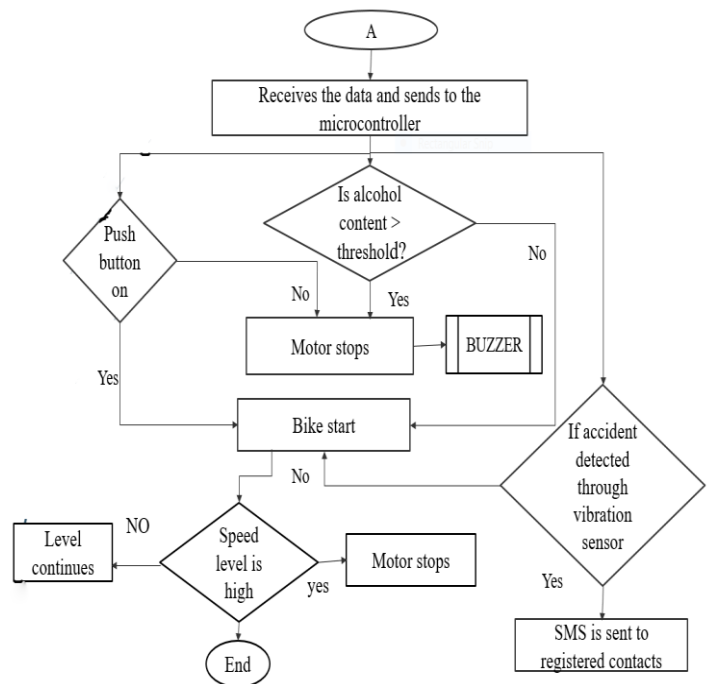 A
Receives the data and sends to the
microcontroller
Is alcohol
content >
threshold?
Push
button
on
No
No
Yes
Motor stops
BUZZER
Yes
Bike start
If accident
detected
through
vibration
sensor
No
NO
Level
continues
Speed
level is
high
yes
Motor stops
Yes
SMS is sent to
registered contacts
End